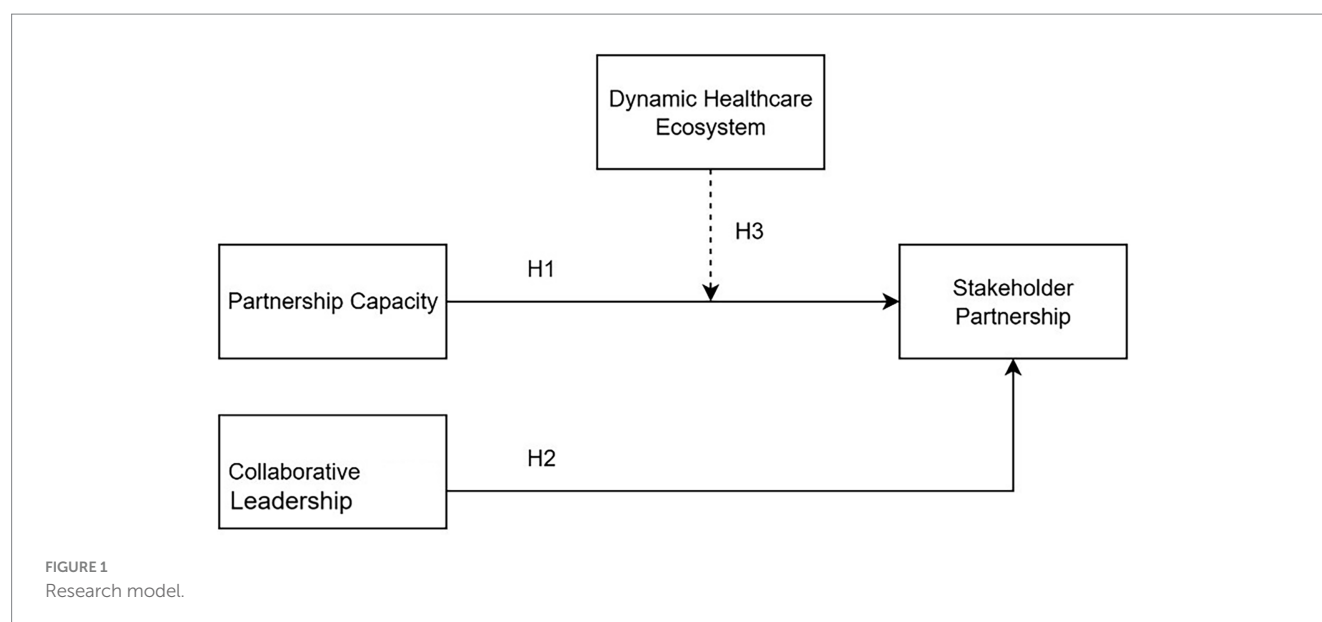 Dynamic Healthcare
Ecosystem
H3
H1
Partnership Capacity
Stakeholder
Partnership
H2
Collaborative
Leadership
FIGURE 1
Research model.